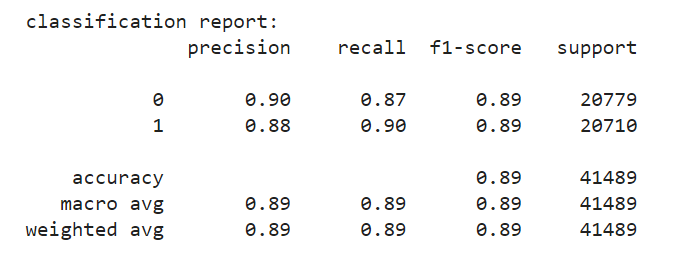 classification report:
precision recall f1-score support
0 0.90 0.87 0.89 20779
1 0.88 0.90 0.89 20710
accuracy 0.89 41489
macro avg 0.89 0.89 0.89 41489
weighted avg 0.89 0.89 0.89 41489